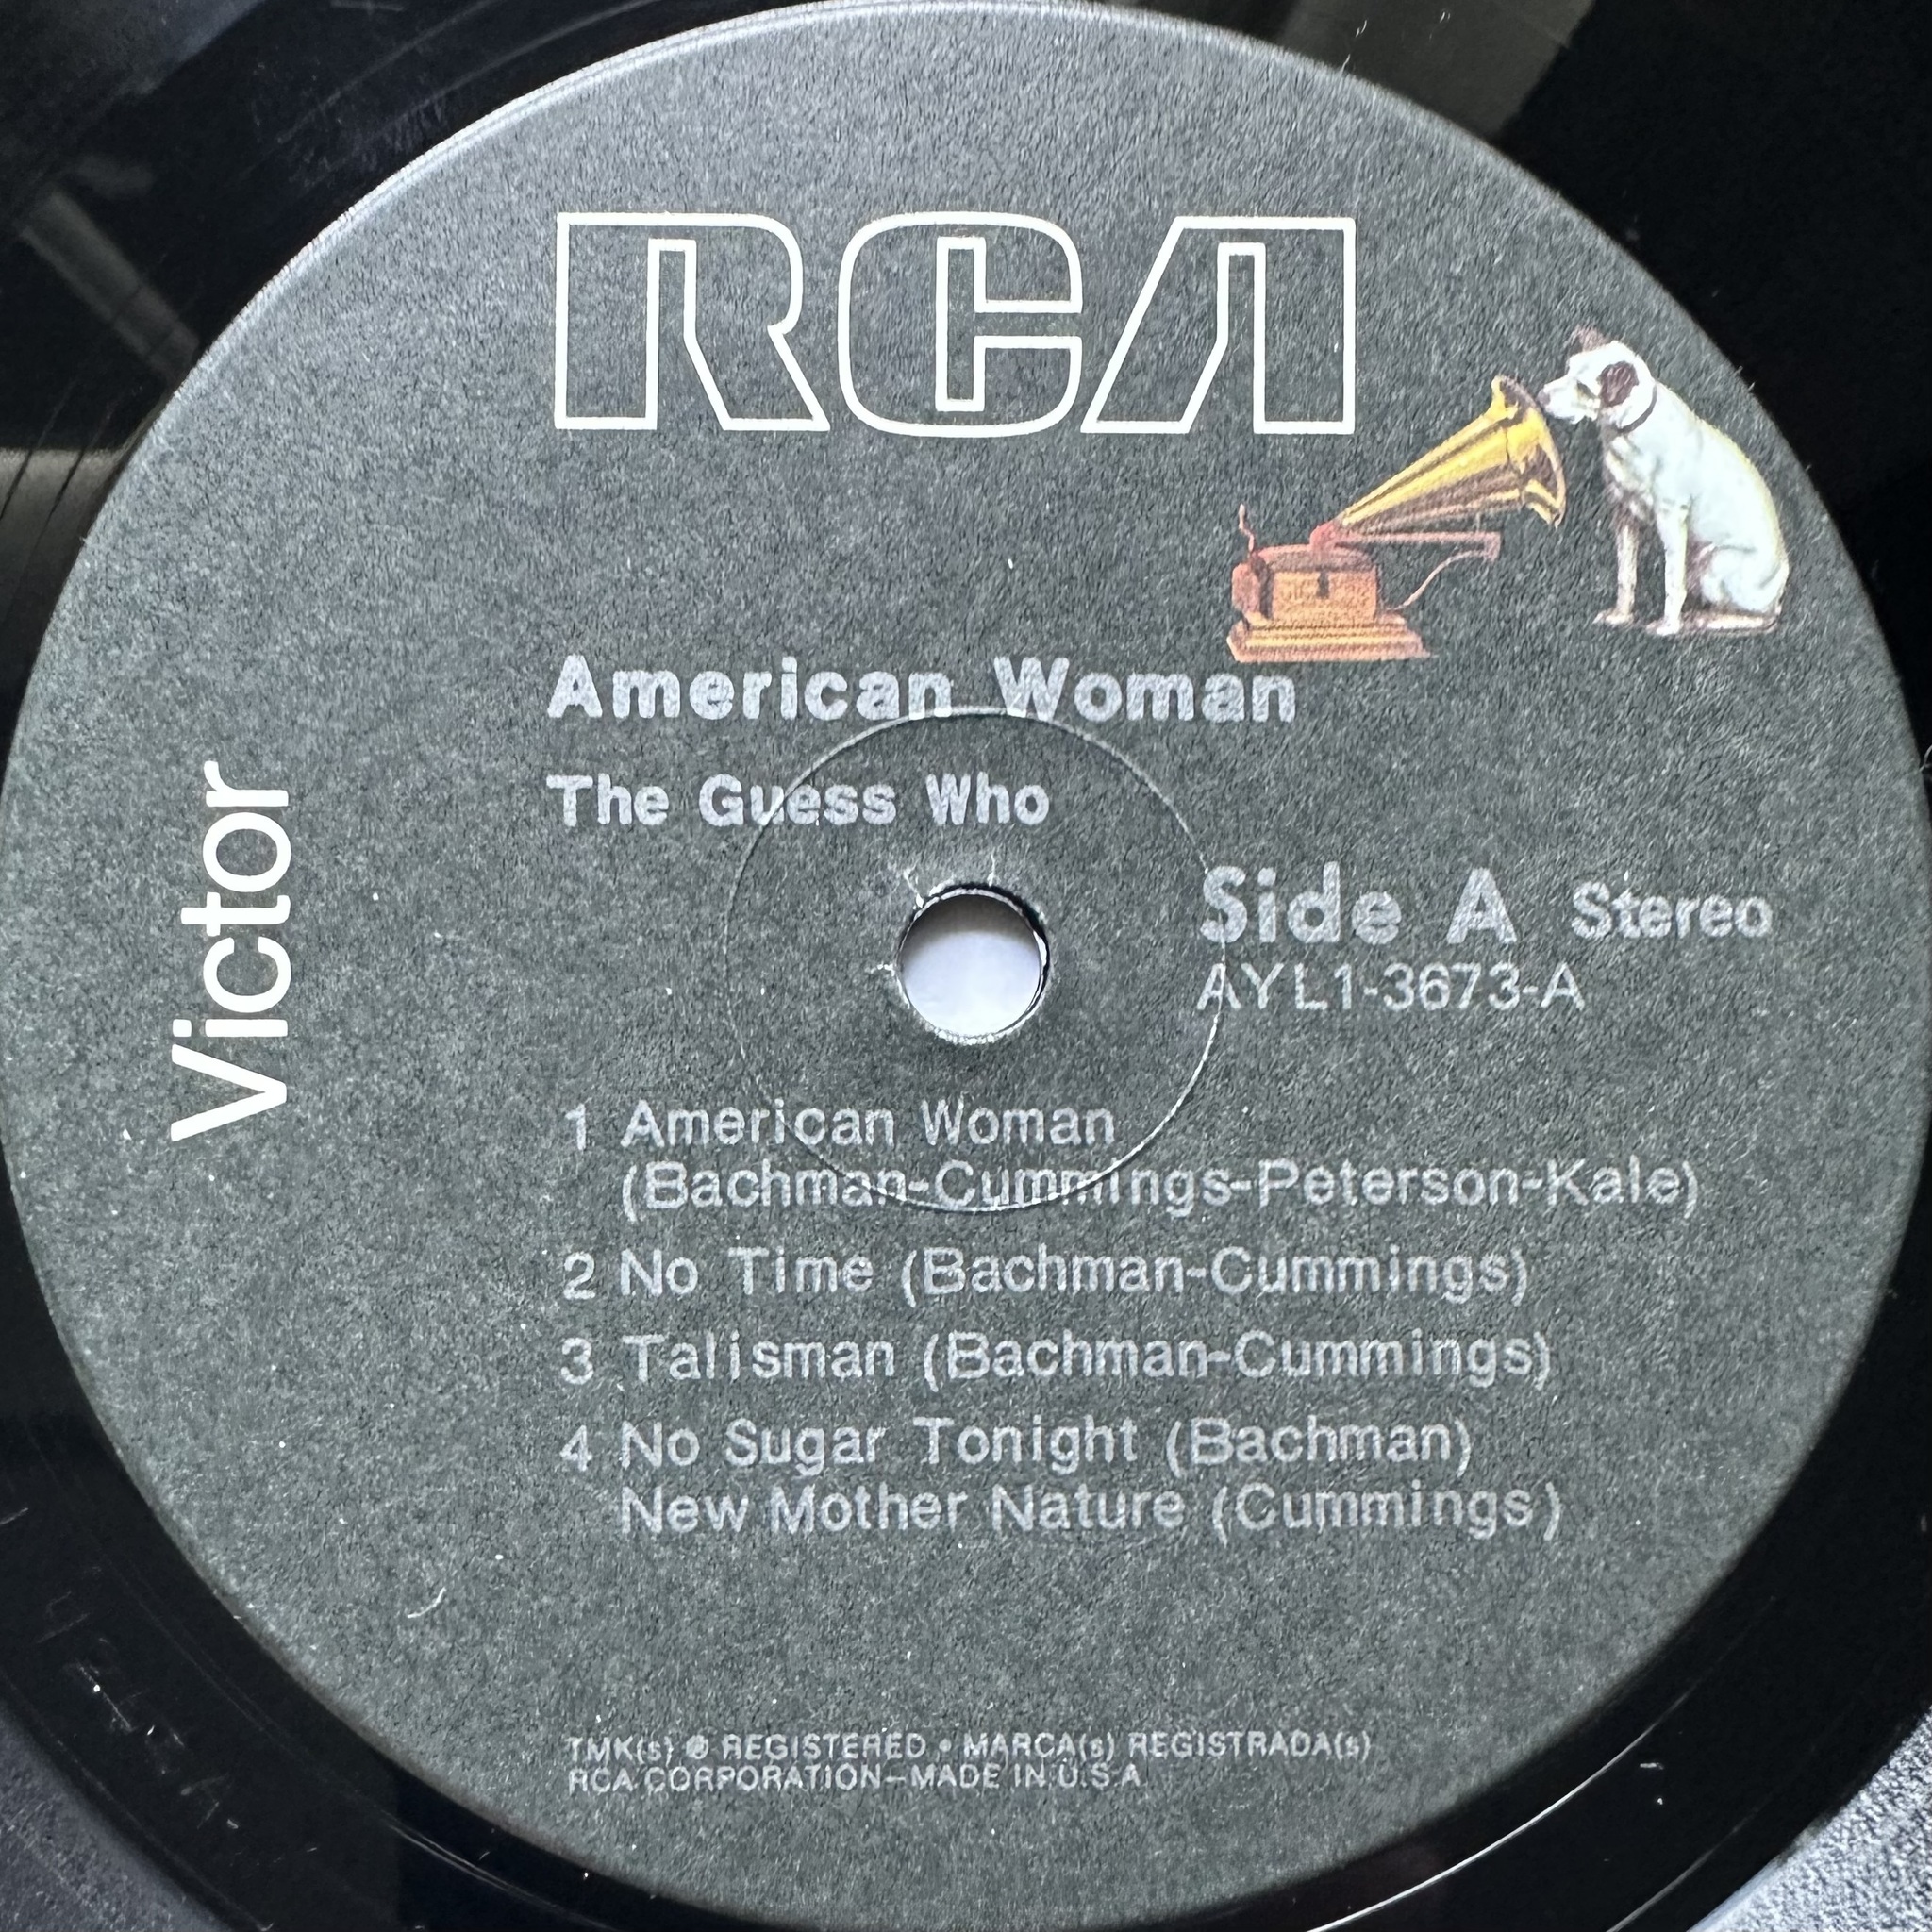 RCA
Victor
American Woman
The Guess Who
Side A Stereo
AYL1-3673-A
1 American Woman
(Bachman-Cummings-Peterson-Kale)
2 No Time (Bachman-Cummings)
3 Talisman (Bachman-Cummings)
4 No Sugar Tonight (Bachman)
New Mother Nature (Cummings)
TMK(s) ® REGISTERED • MARCA(s) REGISTRADA(s)
RCA CORPORATION—MADE IN U.S.A.